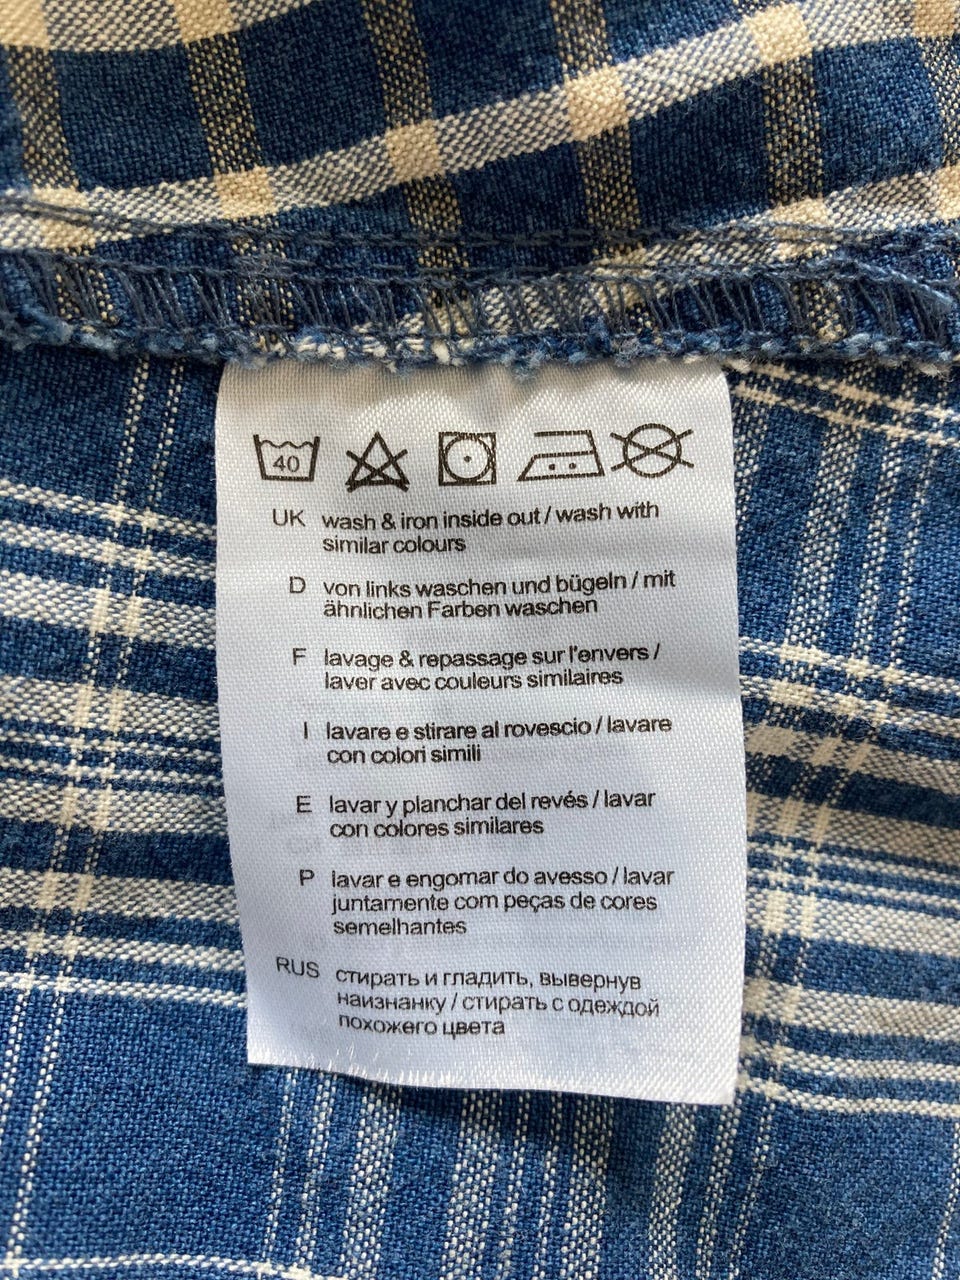 40
UK wash & iron inside out / wash with
similar colours
D von links waschen und bügeln / mit
ähnlichen Farben waschen
F lavage & repassage sur l'envers /
laver avec couleurs similaires
I lavare e stirare al rovescio / lavare
con colori simili
E lavar y planchar del revés / lavar
con colores similares
P lavar e engomar do avesso / lavar
juntamente com peças de cores
semelhantes
RUS стирать и гладить, вывернув
наизнанку / стирать с одеждой
похожего цвета